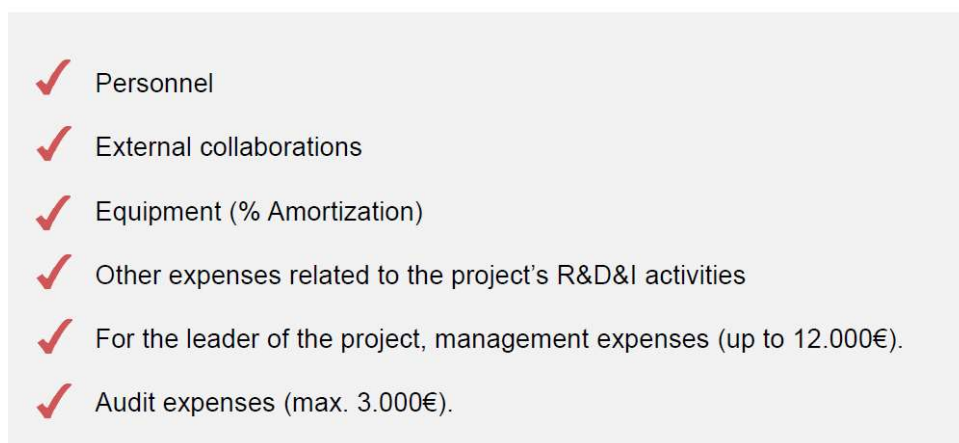 Personnel
External collaborations
Equipment (% Amortization)
Other expenses related to the project’s R&D&I activities
For the leader of the project, management expenses (up to 12.000€).
Audit expenses (max. 3.000€).